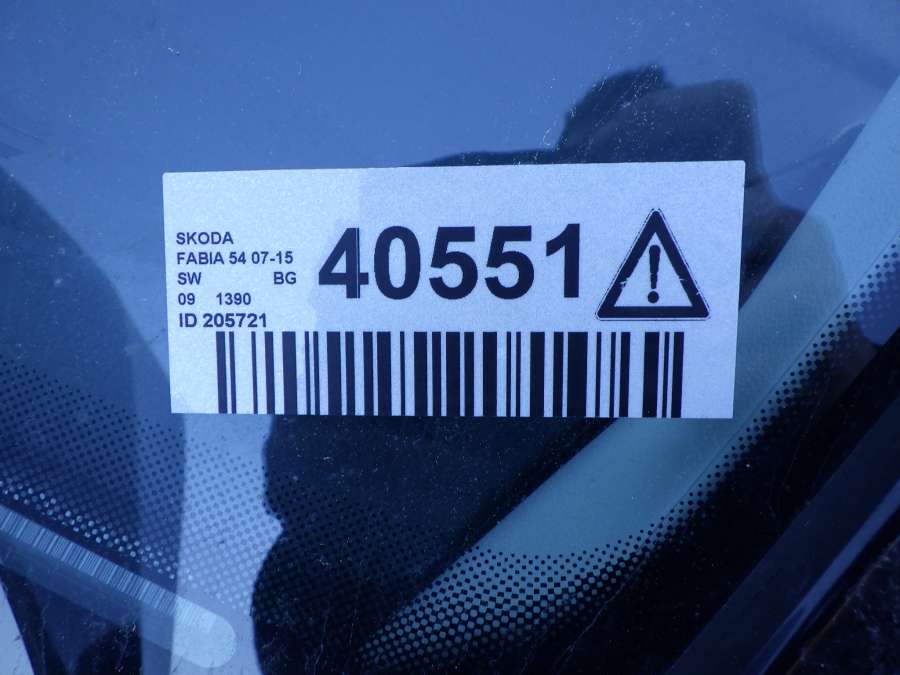 SKODA
FABIA 54 07-15
SW BG
09 1390
ID 205721
40551